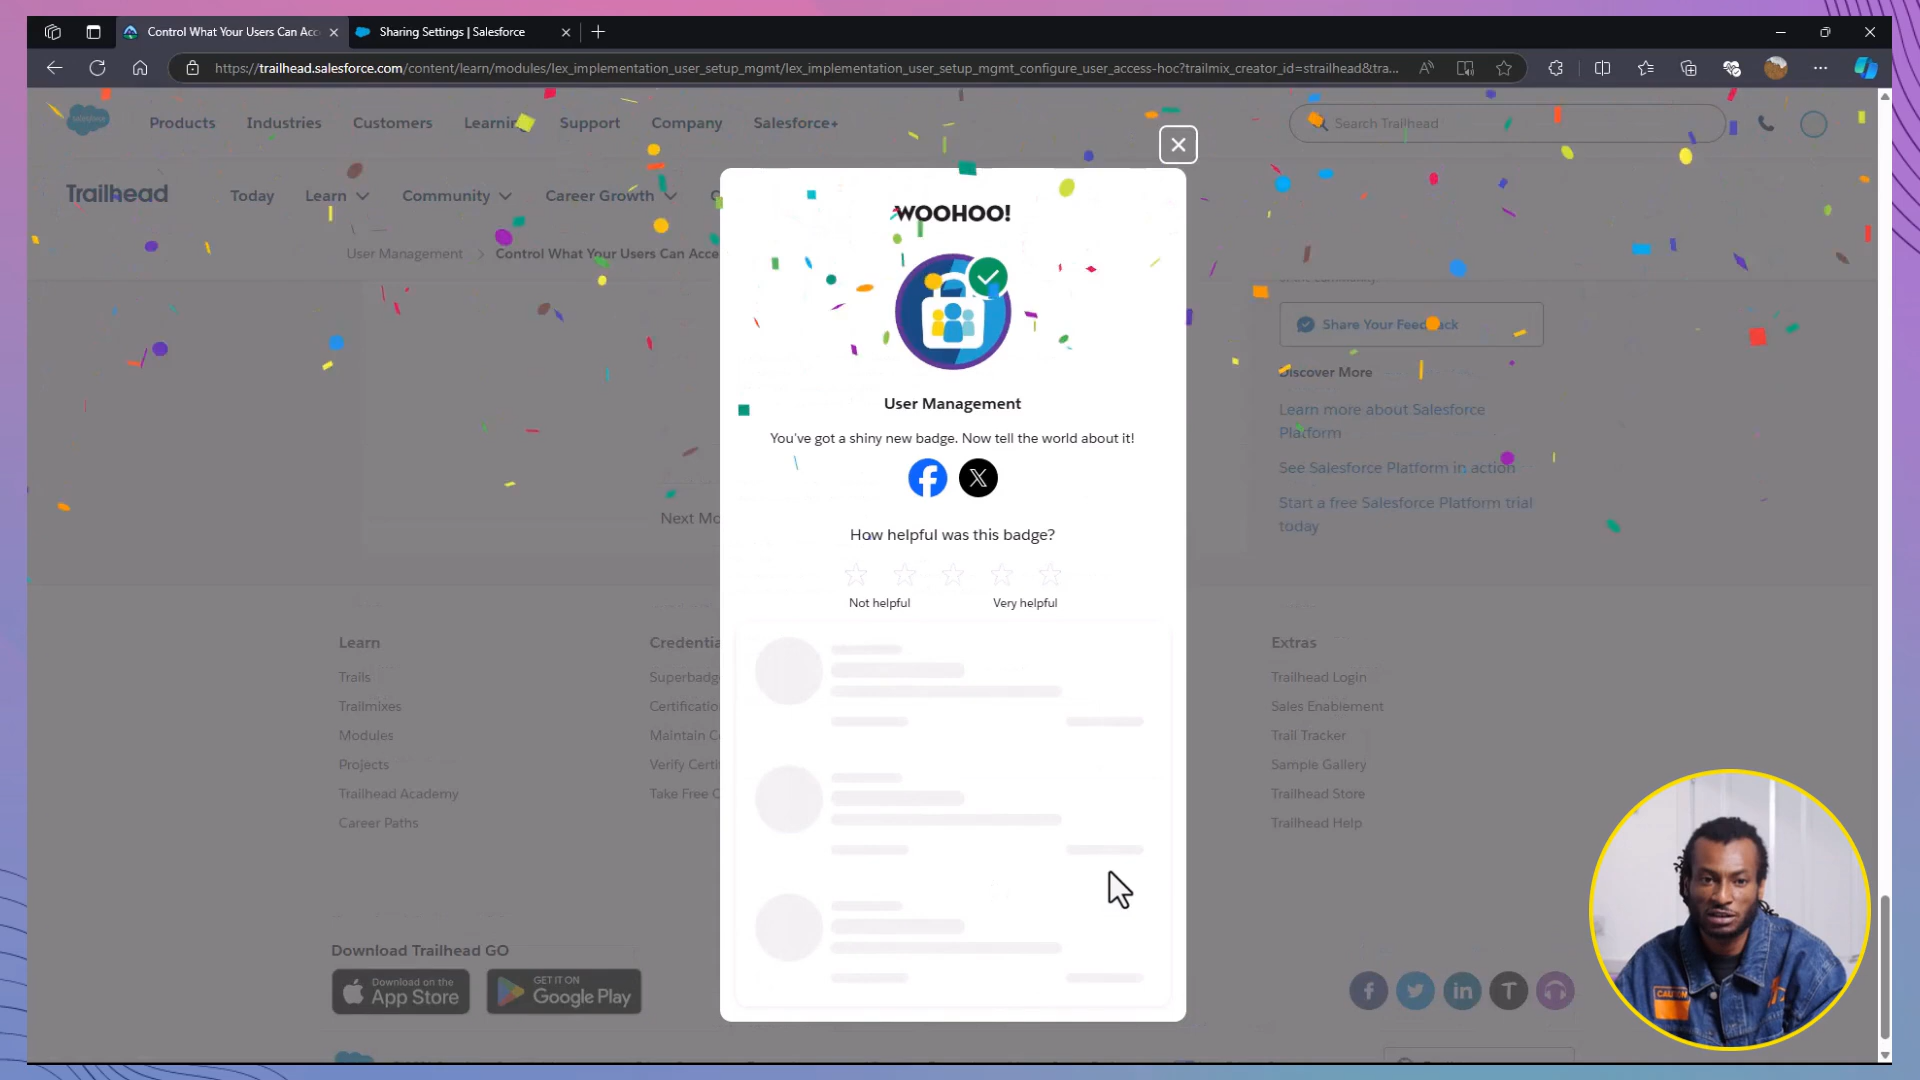 Control What Your Users Can Acc
Sharing Settings | Salesforce
https://trailhead.salesforce.com/content/learn/modules/lex_implementation_user_setup_mgmt/lex_implementation_user_setup_mgmt_configure_user_access-hoc?trailmix_creator_id=strailhead&tra...
salesforce
Products
Industries
Customers
Learning
Support
Company
Salesforce+
Search Trailhead
Trailhead
Today
Learn
Community
Career Growth
User Management > Control What Your Users Can Acce
WOOHOO!
User Management
You've got a shiny new badge. Now tell the world about it!
How helpful was this badge?
Not helpful
Very helpful
Share Your Feedback
Discover More
Learn more about Salesforce
Platform
See Salesforce Platform in action
Start a free Salesforce Platform trial
today
Next Mo
Learn
Trails
Trailmixes
Modules
Projects
Trailhead Academy
Career Paths
Credentia
Superbadg
Certificatio
Maintain C
Verify Certi
Take Free C
Extras
Trailhead Login
Sales Enablement
Trail Tracker
Sample Gallery
Trailhead Store
Trailhead Help
Download Trailhead GO
Download on the
App Store
GET IT ON
Google Play